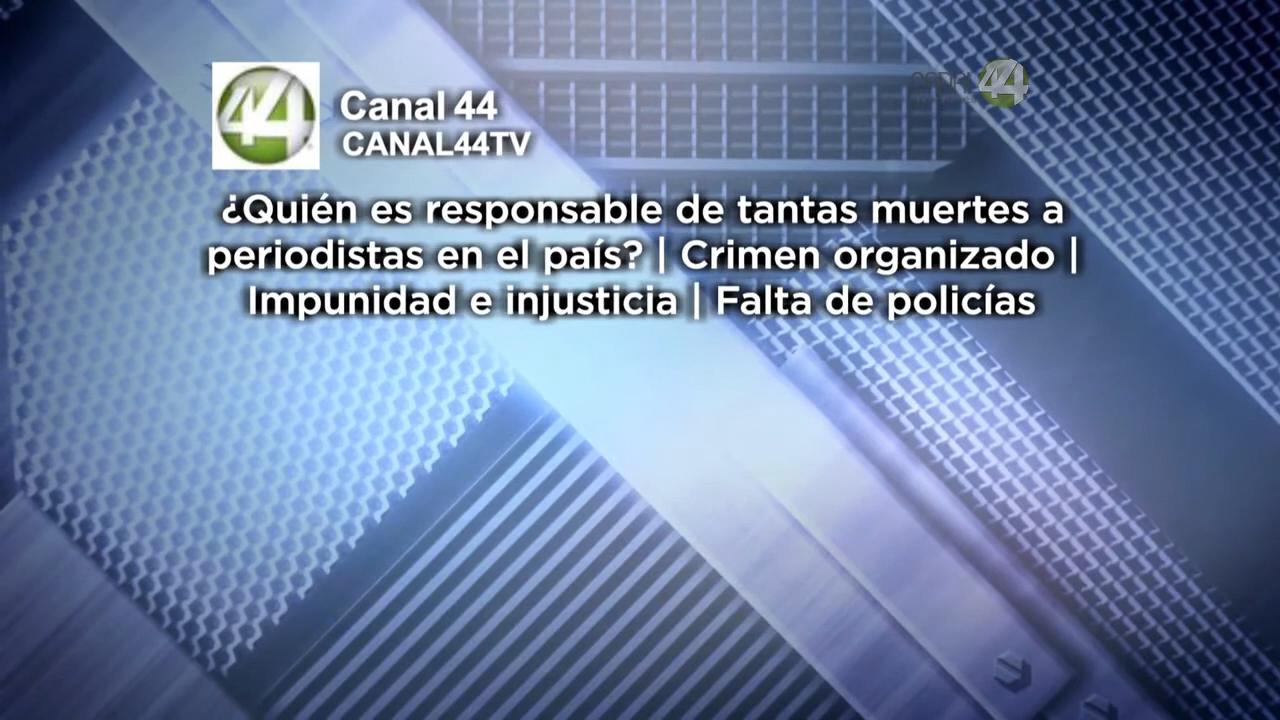 44
Canal 44
CANAL44TV
44
¿Quién es responsable de tantas muertes a
periodistas en el país? | Crimen organizado |
Impunidad e injusticia | Falta de policías